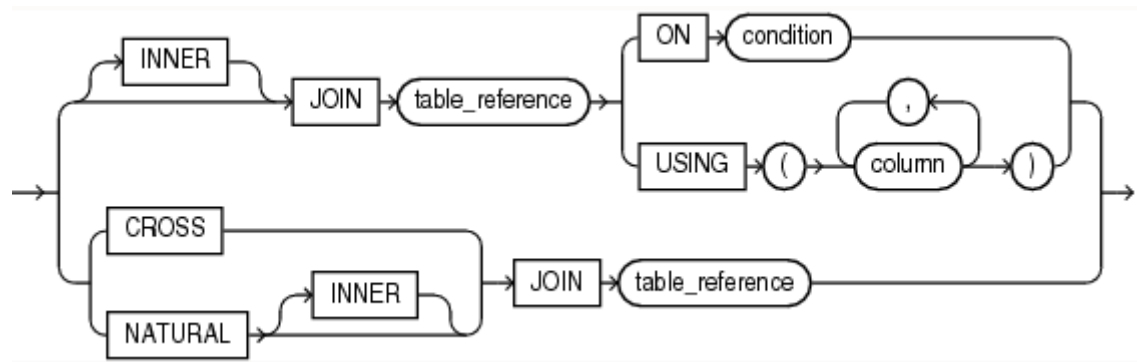 INNER ON condition
JOIN table_reference ,
USING ( column )
CROSS
INNER JOIN table_reference
NATURAL